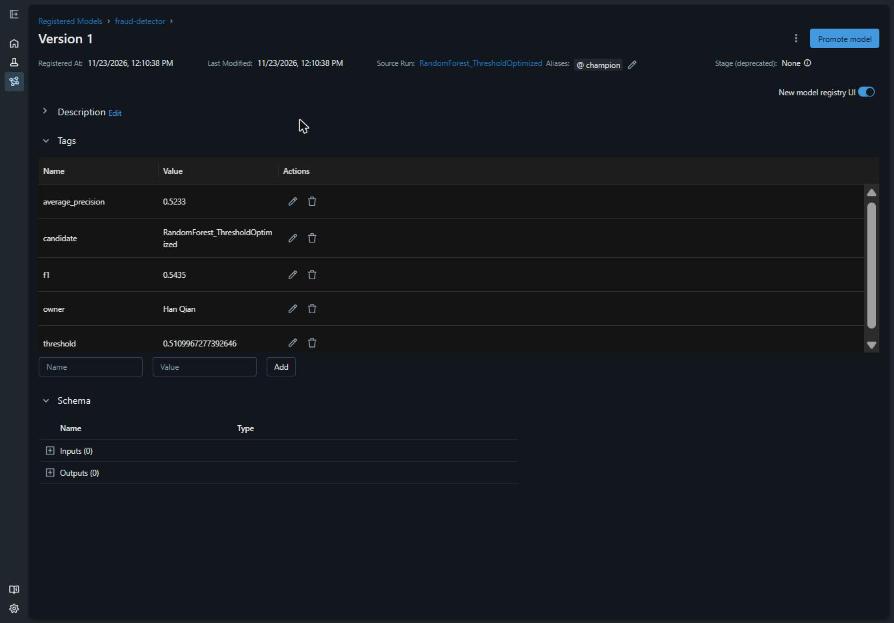 Registered Models › fraud-detector ›
Version 1
Promote model
Registered At: 11/23/2026, 12:10:38 PM Last Modified: 11/23/2026, 12:10:38 PM Source Run: RandomForest_ThresholdOptimized Aliases: @ champion Stage (deprecated): None
New model registry UI
Description Edit
Tags
Name Value Actions
average_precision 0.5233
candidate RandomForest_ThresholdOptim
ized
f1 0.5435
owner Han Qian
threshold 0.5109967277392646
Name Value Add
Schema
Name Type
Inputs (0)
Outputs (0)